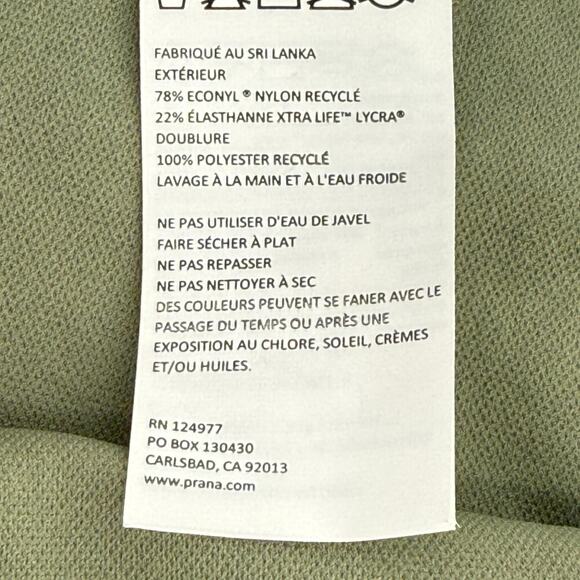 FABRIQUÉ AU SRI LANKA
EXTÉRIEUR
78% ECONYL® NYLON RECYCLÉ
22% ÉLASTHANNE XTRA LIFE™ LYCRA®
DOUBLURE
100% POLYESTER RECYCLÉ
LAVAGE À LA MAIN ET À L'EAU FROIDE
NE PAS UTILISER D'EAU DE JAVEL
FAIRE SÉCHER À PLAT
NE PAS REPASSER
NE PAS NETTOYER À SEC
DES COULEURS PEUVENT SE FANER AVEC LE
PASSAGE DU TEMPS OU APRÈS UNE
EXPOSITION AU CHLORE, SOLEIL, CRÈMES
ET/OU HUILES.
RN 124977
PO BOX 130430
CARLSBAD, CA 92013
www.prana.com